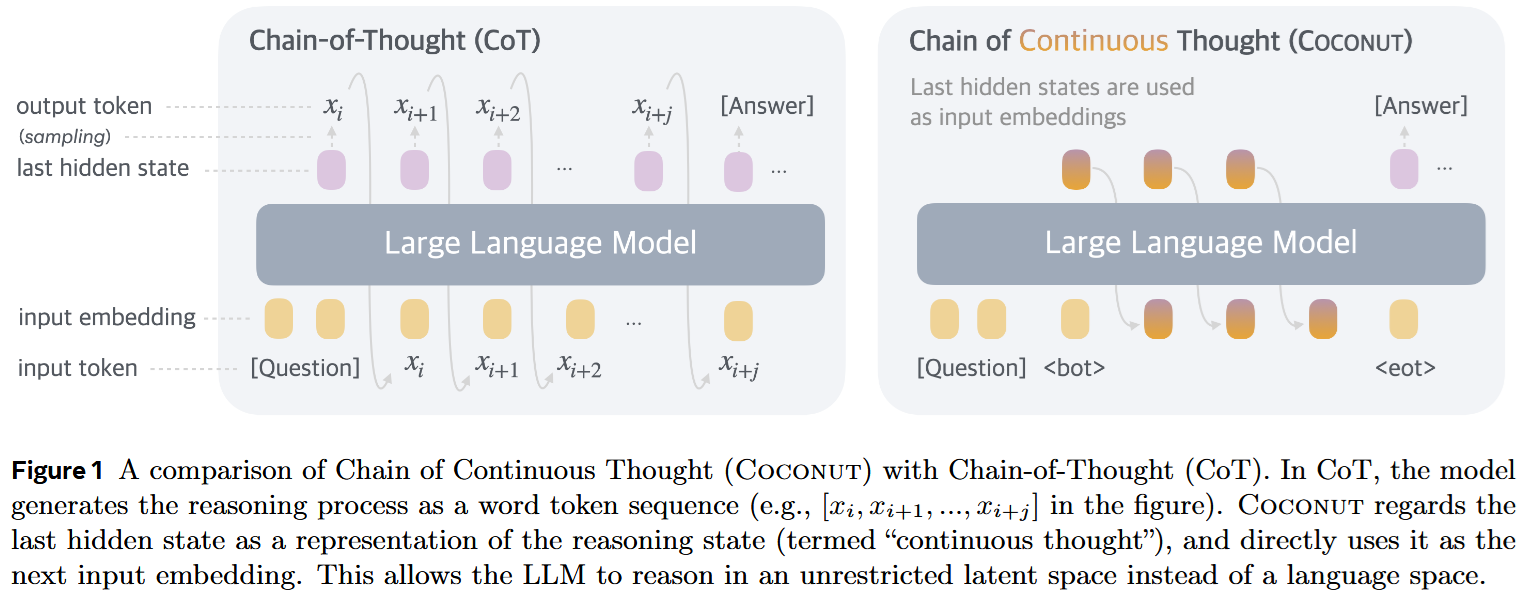 Chain-of-Thought (CoT)
output token x_i x_{i+1} x_{i+2} x_{i+j} [Answer]
(sampling)
last hidden state ... ...
Large Language Model
input embedding ...
input token [Question] x_i x_{i+1} x_{i+2} x_{i+j}
Chain of Continuous Thought (COCONUT)
Last hidden states are used
as input embeddings
[Answer]
...
Large Language Model
[Question] <bot> <eot>
Figure 1 A comparison of Chain of Continuous Thought (COCONUT) with Chain-of-Thought (CoT). In CoT, the model
generates the reasoning process as a word token sequence (e.g., [x_i, x_{i+1}, ..., x_{i+j}] in the figure). COCONUT regards the
last hidden state as a representation of the reasoning state (termed “continuous thought”), and directly uses it as the
next input embedding. This allows the LLM to reason in an unrestricted latent space instead of a language space.